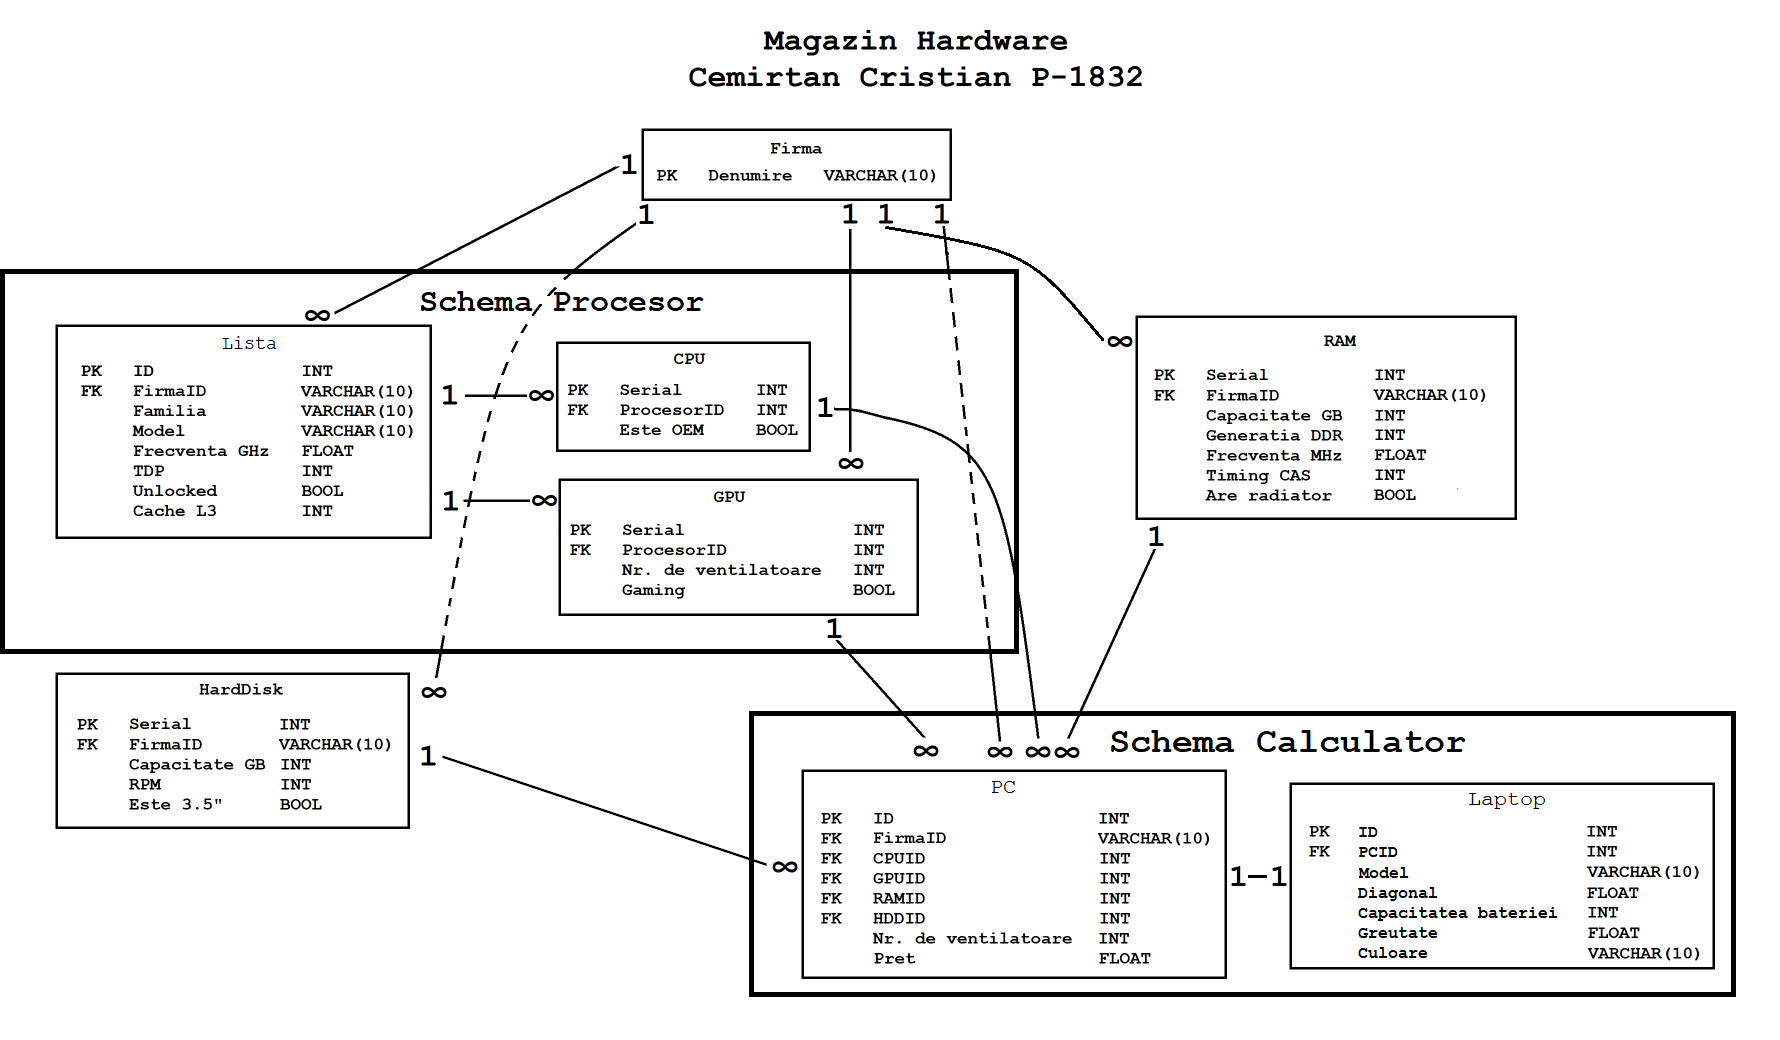 Magazin Hardware
Cemirtan Cristian P-1832
Firma
PK Denumire VARCHAR(10)
1
1 1 1 1
Schema Procesor
∞
Lista
PK ID INT
FK FirmaID VARCHAR(10)
Familia VARCHAR(10)
Model VARCHAR(10)
Frecventa GHz FLOAT
TDP INT
Unlocked BOOL
Cache L3 INT
1 ∞
CPU
PK Serial INT
FK ProcesorID INT
Este OEM BOOL
1
∞
1 ∞
GPU
PK Serial INT
FK ProcesorID INT
Nr. de ventilatoare INT
Gaming BOOL
1
∞
RAM
PK Serial INT
FK FirmaID VARCHAR(10)
Capacitate GB INT
Generatia DDR INT
Frecventa MHz FLOAT
Timing CAS INT
Are radiator BOOL
1
HardDisk
PK Serial INT
FK FirmaID VARCHAR(10)
Capacitate GB INT
RPM INT
Este 3.5" BOOL
∞
1
Schema Calculator
∞ ∞ ∞ ∞
∞
PC
PK ID INT
FK FirmaID VARCHAR(10)
FK CPUID INT
FK GPUID INT
FK RAMID INT
FK HDDID INT
Nr. de ventilatoare INT
Pret FLOAT
1—1
Laptop
PK ID INT
FK PCID INT
Model VARCHAR(10)
Diagonal FLOAT
Capacitatea bateriei INT
Greutate FLOAT
Culoare VARCHAR(10)